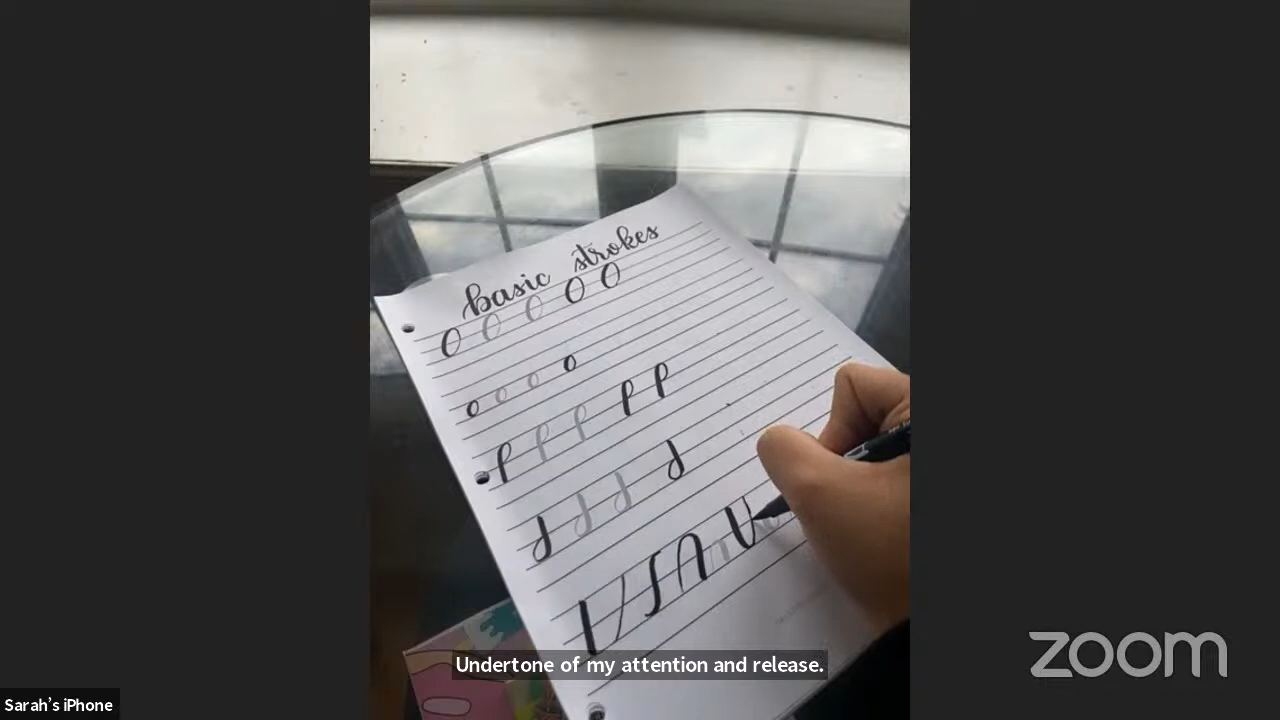 basic strokes
O O O O O
o o o o
Undertone of my attention and release.
zoom
Sarah's iPhone